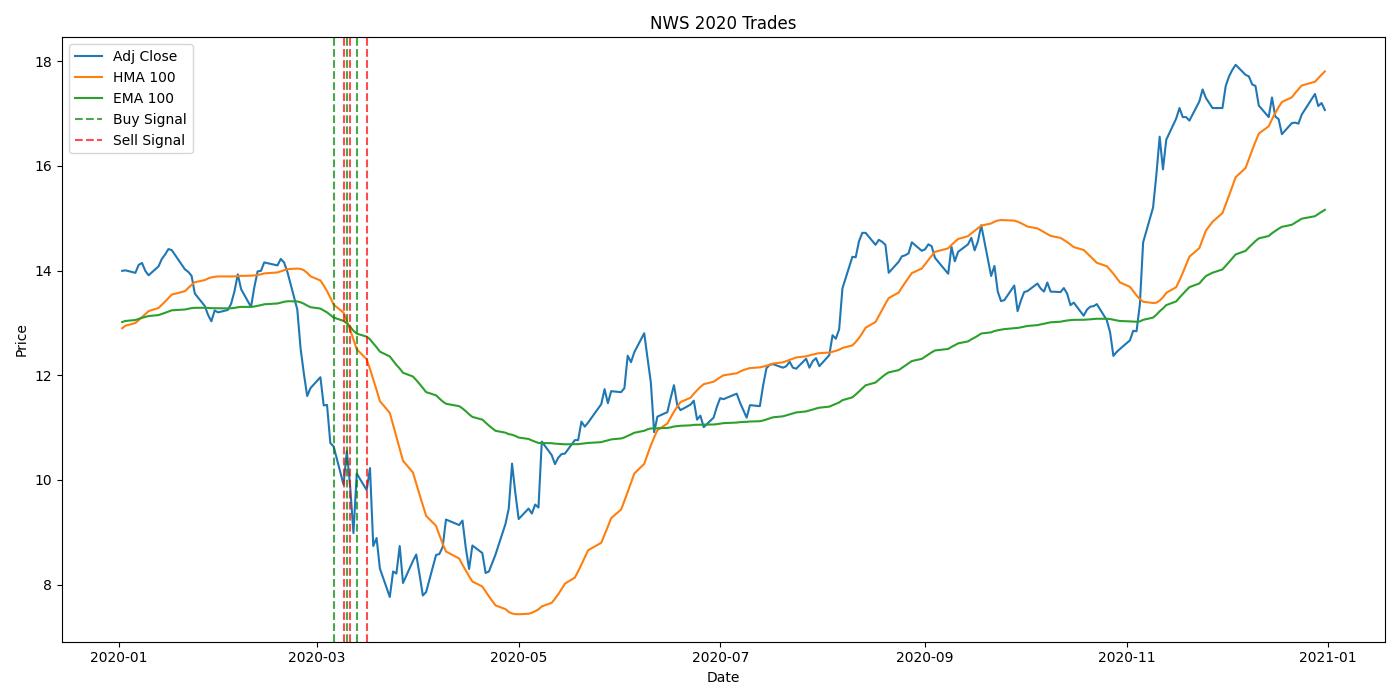 NWS 2020 Trades
Adj Close
HMA 100
EMA 100
Buy Signal
Sell Signal
Price
18
16
14
12
10
8
2020-01 2020-03 2020-05 2020-07 2020-09 2020-11 2021-01
Date